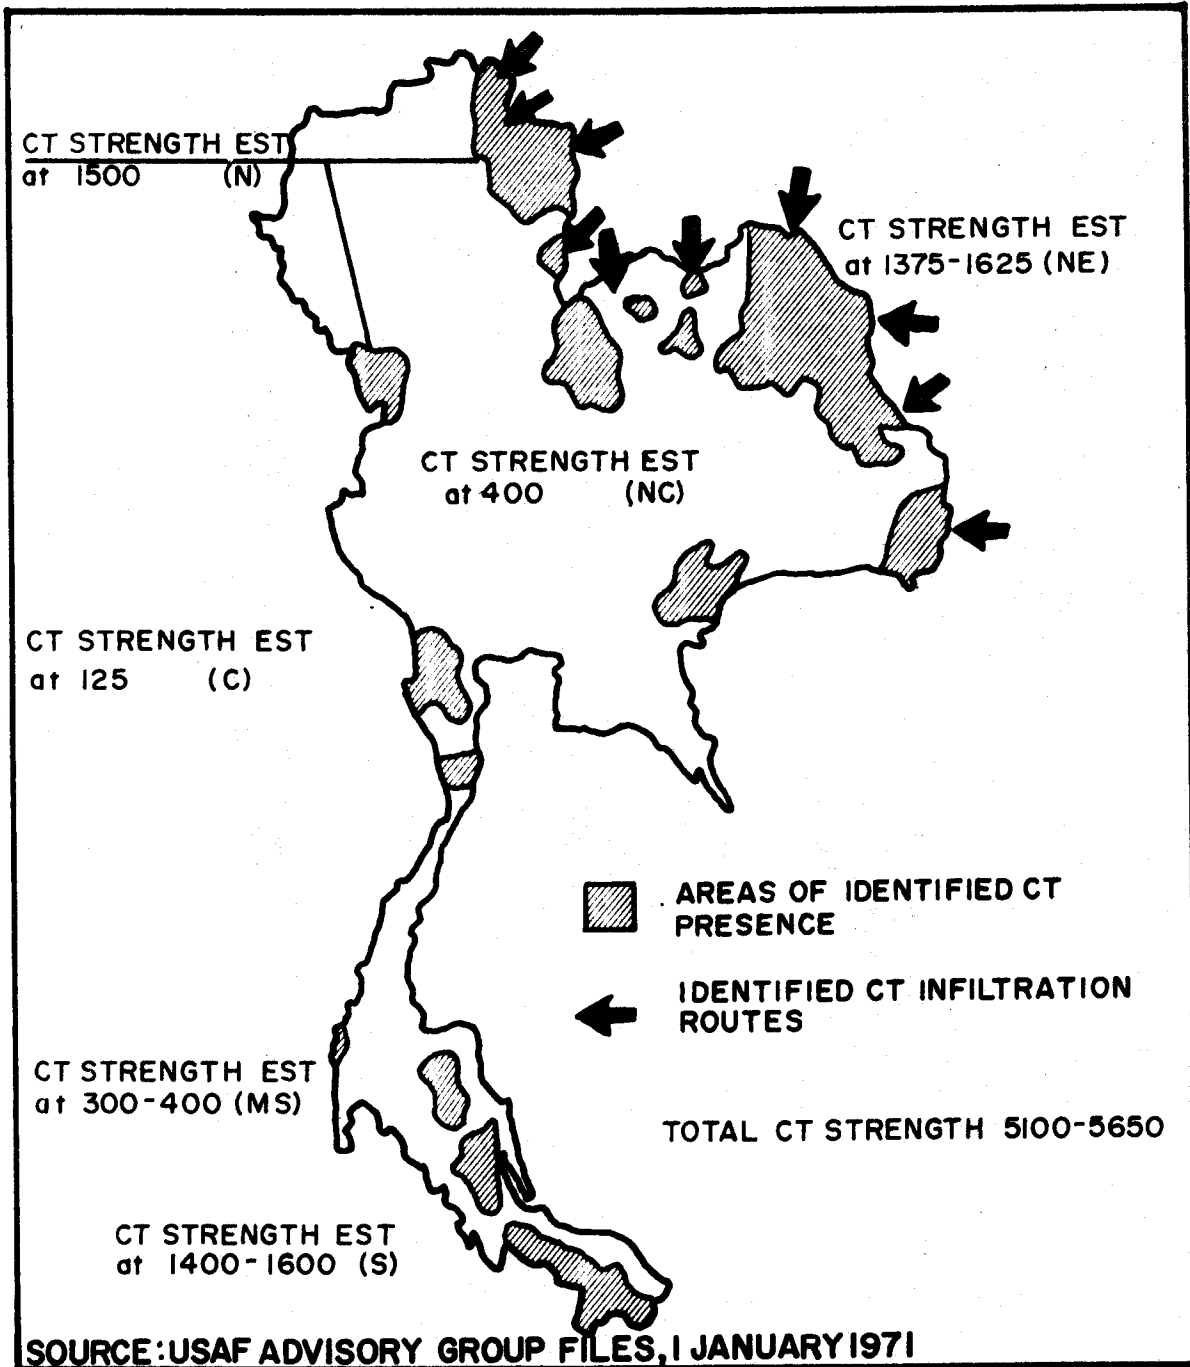 CT STRENGTH EST
at 1500 (N)
CT STRENGTH EST
at 1375-1625 (NE)
CT STRENGTH EST
at 400 (NC)
CT STRENGTH EST
at 125 (C)
AREAS OF IDENTIFIED CT
PRESENCE
IDENTIFIED CT INFILTRATION
ROUTES
CT STRENGTH EST
at 300-400 (MS)
TOTAL CT STRENGTH 5100-5650
CT STRENGTH EST
at 1400-1600 (S)
SOURCE: USAF ADVISORY GROUP FILES, 1 JANUARY 1971